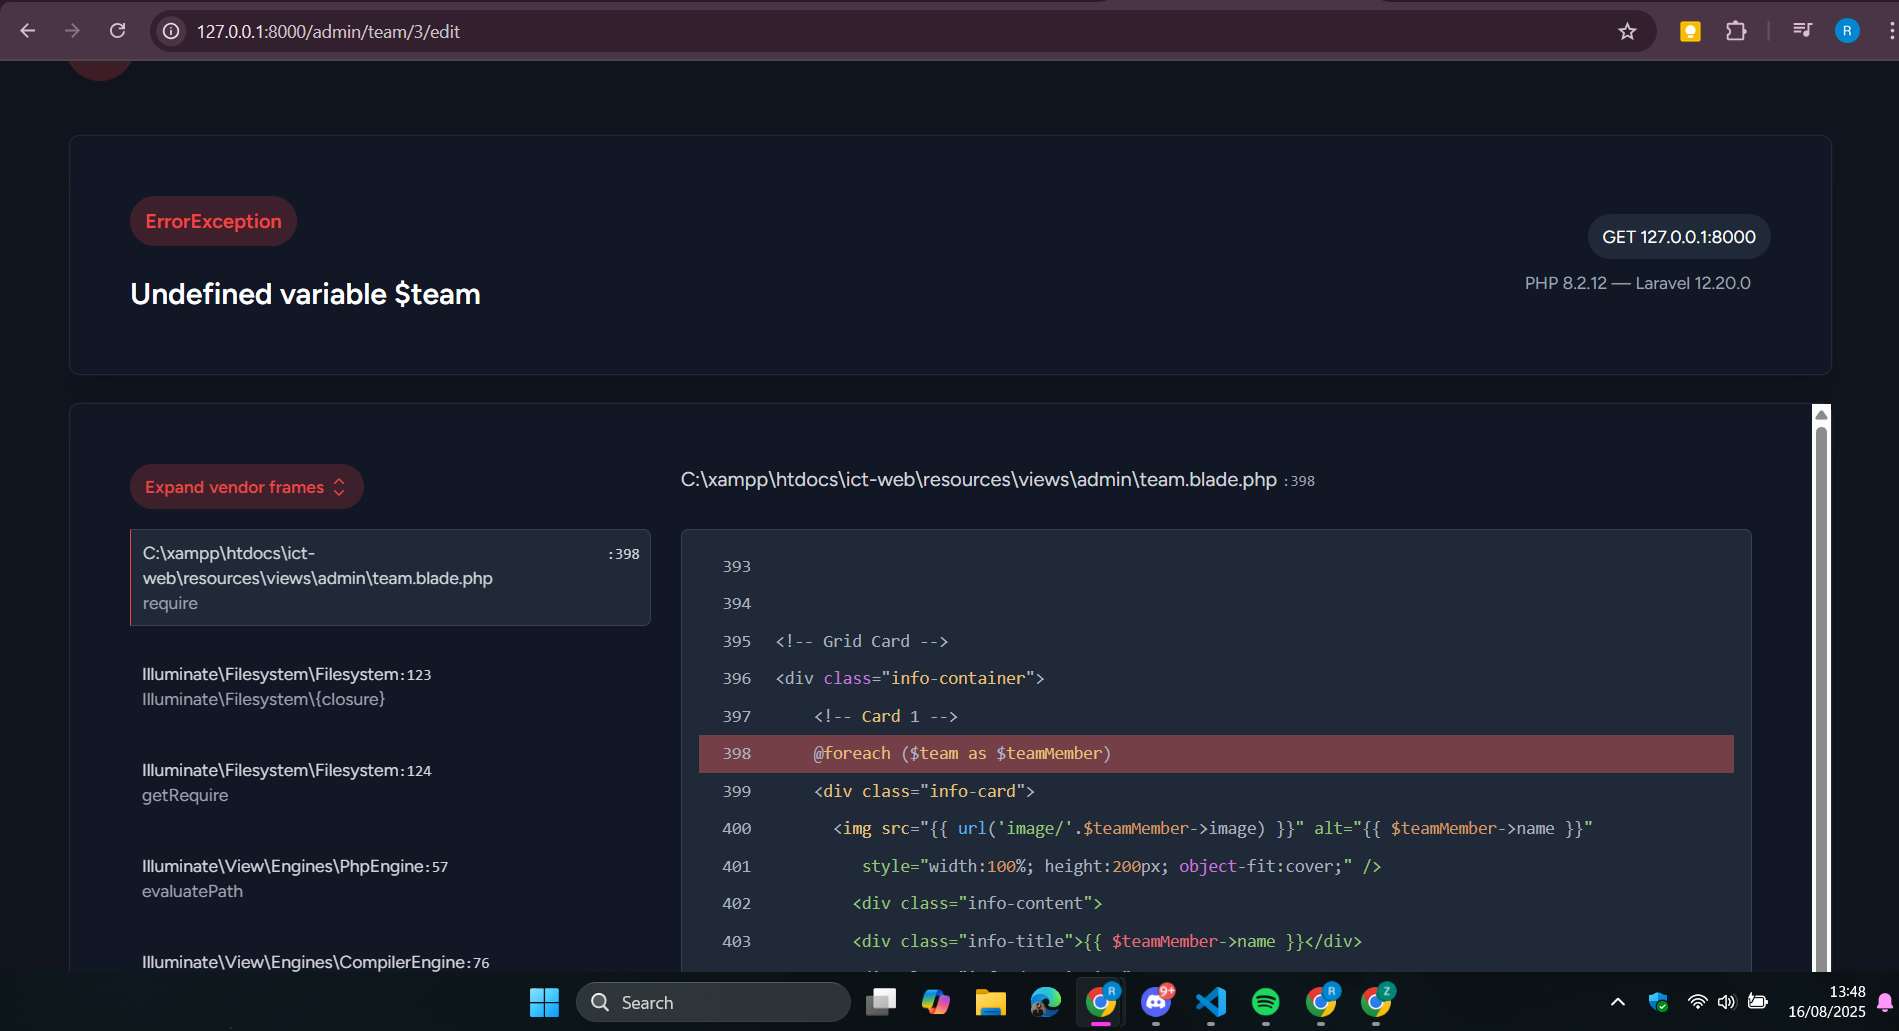 127.0.0.1:8000/admin/team/3/edit
R
ErrorException
GET 127.0.0.1:8000
Undefined variable $team
PHP 8.2.12 — Laravel 12.20.0
Expand vendor frames
C:\xampp\htdocs\ict-web\resources\views\admin\team.blade.php :398
C:\xampp\htdocs\ict- :398
web\resources\views\admin\team.blade.php
require
Illuminate\Filesystem\Filesystem:123
Illuminate\Filesystem\{closure}
Illuminate\Filesystem\Filesystem:124
getRequire
Illuminate\View\Engines\PhpEngine:57
evaluatePath
Illuminate\View\Engines\CompilerEngine:76
393
394
395 <!-- Grid Card -->
396 <div class="info-container">
397 <!-- Card 1 -->
398 @foreach ($team as $teamMember)
399 <div class="info-card">
400 <img src="{{ url('image/'.$teamMember->image) }}" alt="{{ $teamMember->name }}"
401 style="width:100%; height:200px; object-fit:cover;" />
402 <div class="info-content">
403 <div class="info-title">{{ $teamMember->name }}</div>
Search
R
9+
R
Z
13:48
16/08/2025